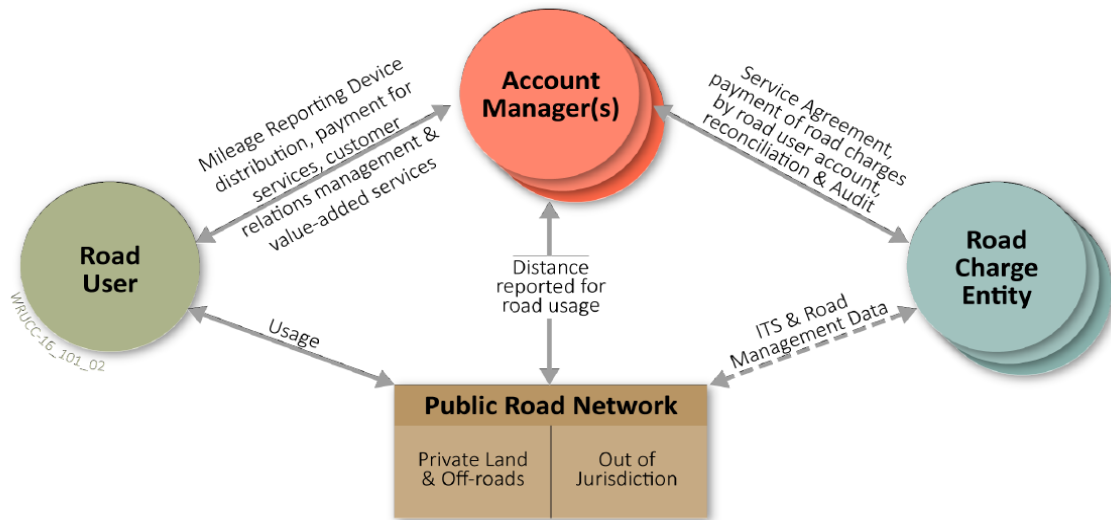 Account
Manager(s)
Mileage Reporting Device
distribution, payment for
services, customer
relations management &
value-added services
Service Agreement,
payment of road charges
by road user account,
reconciliation & Audit
Road
User
WRUCC-16_101_02
Distance
reported for
road usage
Road
Charge
Entity
Usage
ITS & Road
Management Data
Public Road Network
Private Land
& Off-roads
Out of
Jurisdiction